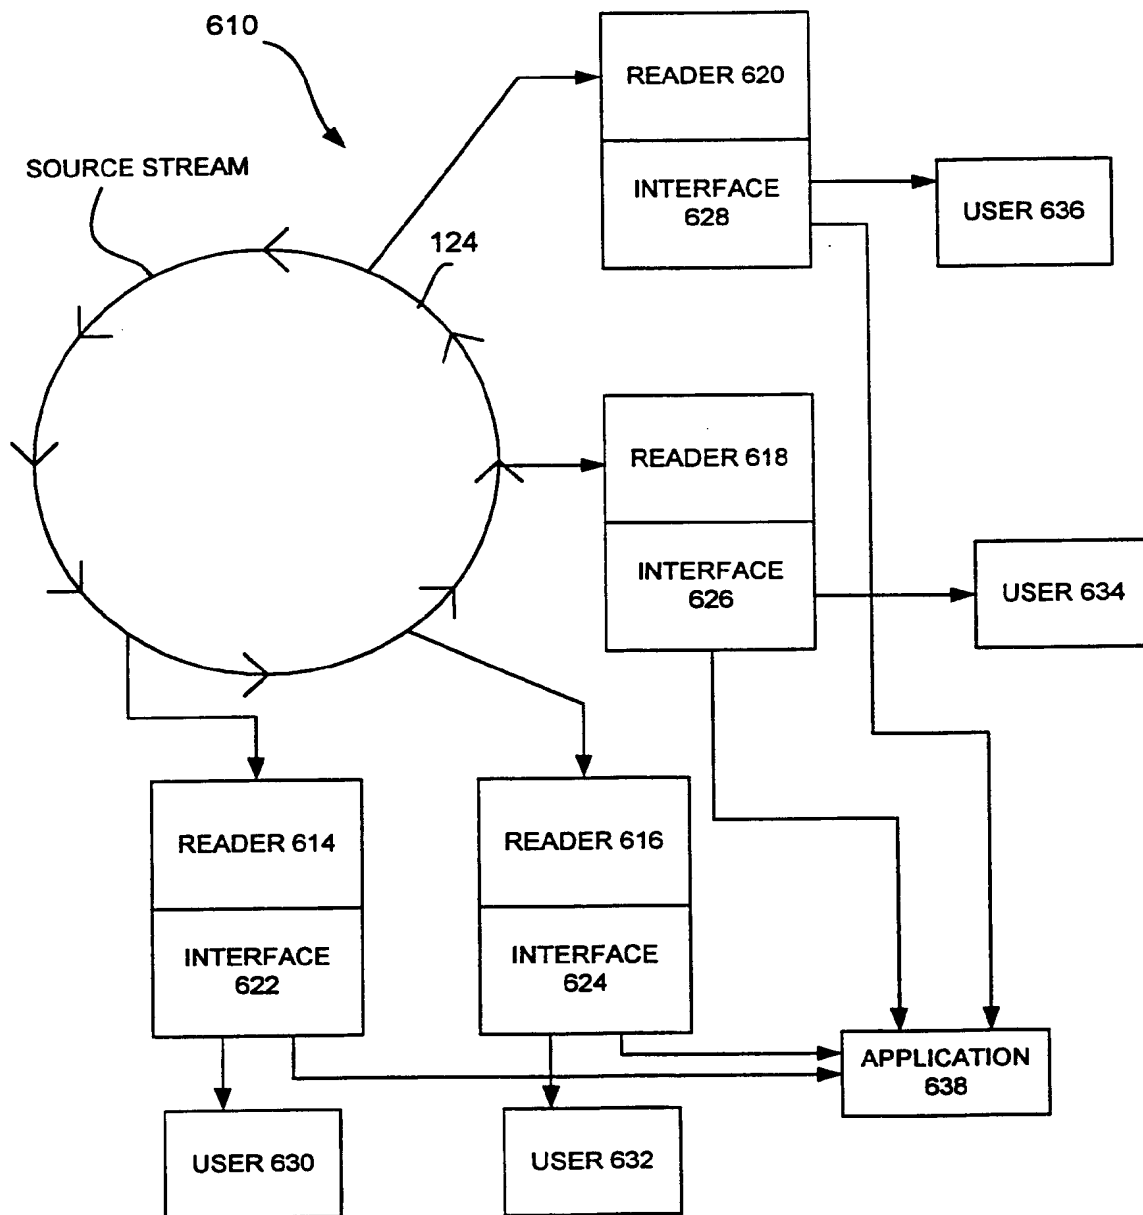 610
READER 620
SOURCE STREAM
INTERFACE
628
USER 636
124
READER 618
INTERFACE
626
USER 634
READER 614
READER 616
INTERFACE
622
INTERFACE
624
APPLICATION
638
USER 630
USER 632